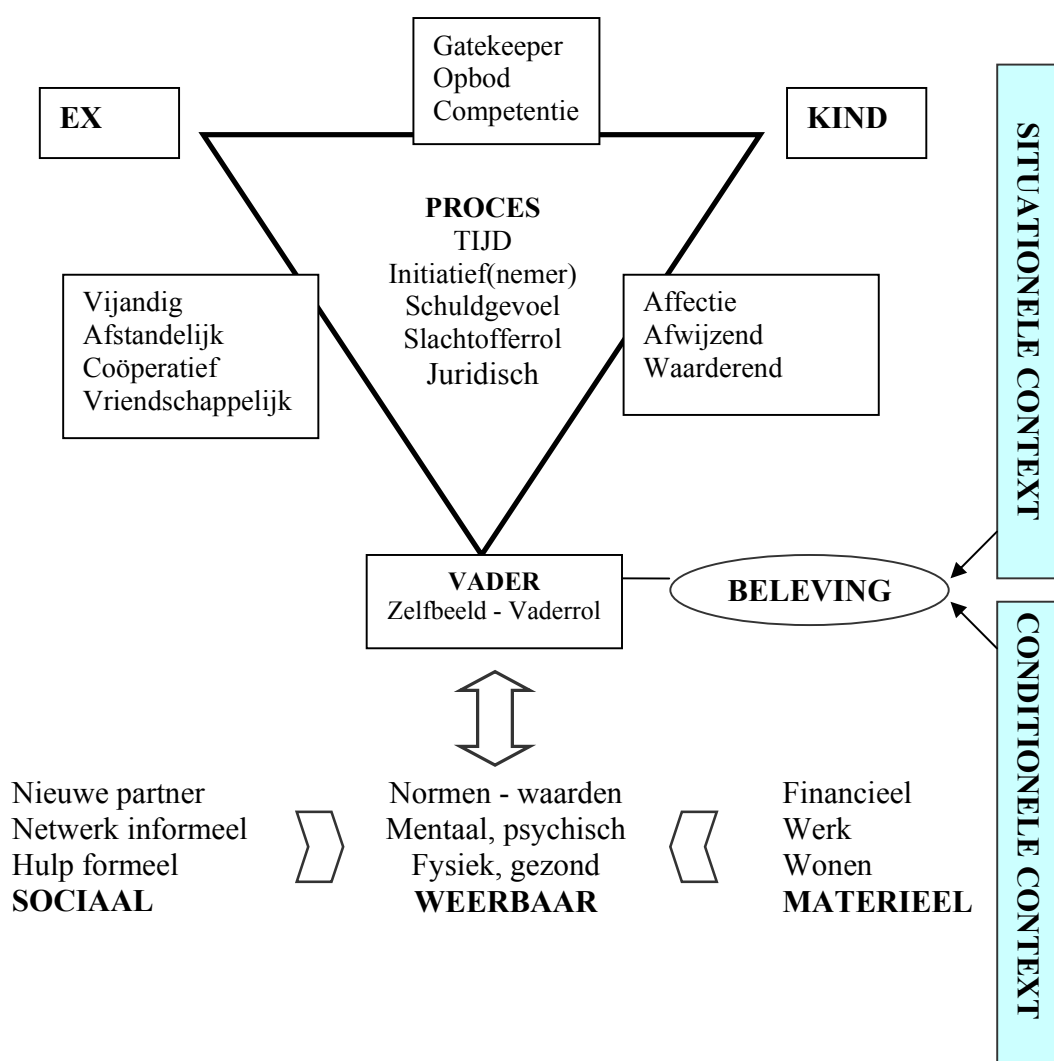 Gatekeeper
Opbod
Competentie
EX
KIND
PROCES
TIJD
Initiatief(nemer)
Schuldgevoel
Slachtofferrol
Juridisch
Vijandig
Afstandelijk
Coöperatief
Vriendschappelijk
Affectie
Afwijzend
Waarderend
SITUATIONELE CONTEXT
VADER
Zelfbeeld - Vaderrol
BELEVING
Nieuwe partner
Netwerk informeel
Hulp formeel
SOCIAAL
Normen - waarden
Mentaal, psychisch
Fysiek, gezond
WEERBAAR
Financieel
Werk
Wonen
MATERIEEL
CONDITIONELE CONTEXT